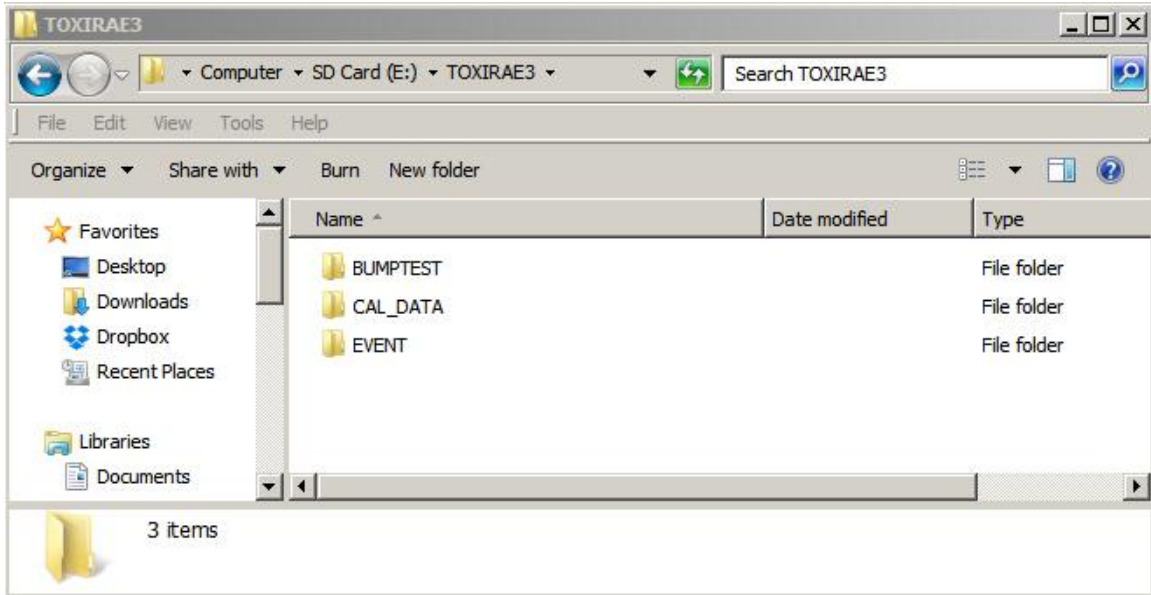 TOXIRAE3
Computer SD Card (E:) TOXIRAE3 Search TOXIRAE3
File Edit View Tools Help
Organize Share with Burn New folder
Name Date modified Type
Favorites
Desktop
Downloads
Dropbox
Recent Places
Libraries
Documents
BUMPTEST File folder
CAL_DATA File folder
EVENT File folder
3 items